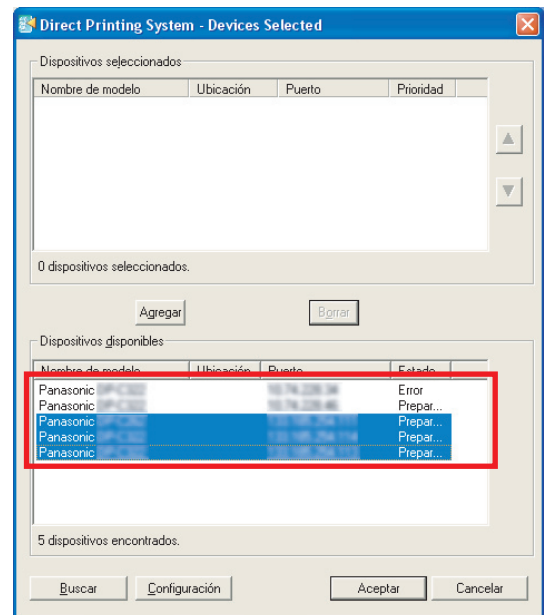 Direct Printing System - Devices Selected
Dispositivos seleccionados
Nombre de modelo Ubicación Puerto Prioridad
0 dispositivos seleccionados.
Agregar Borrar
Dispositivos disponibles
Nombre de modelo Ubicación Puerto Estado
Panasonic Error
Panasonic Prepar...
Panasonic Prepar...
Panasonic Prepar...
Panasonic Prepar...
5 dispositivos encontrados.
Buscar Configuración Aceptar Cancelar